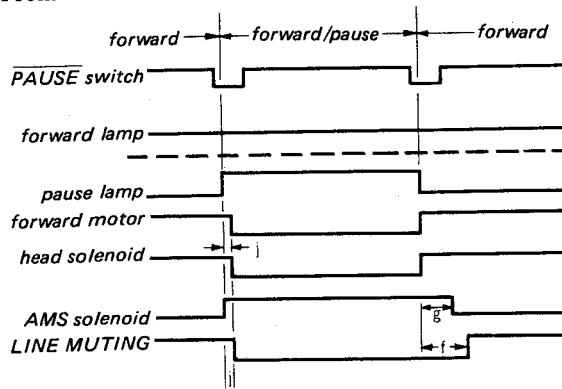 forward forward/pause forward
PAUSE switch
forward lamp
pause lamp
forward motor
j
head solenoid
AMS solenoid
g
LINE MUTING
f